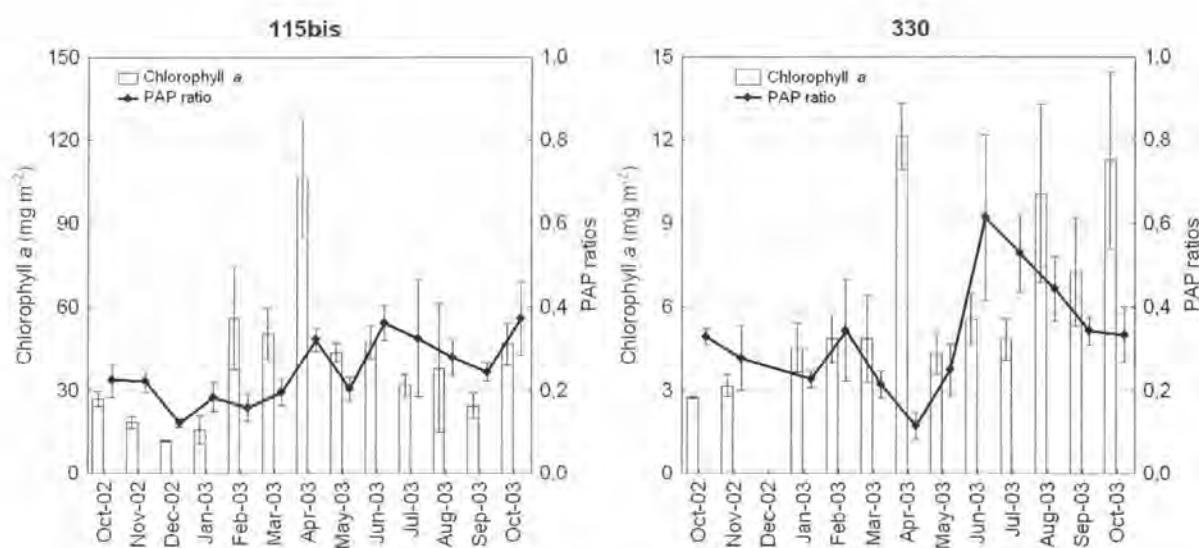 115bis
150
120
90
60
30
0
Chlorophyll a (mg m-2)
Chlorophyll a
PAP ratio
1,0
0,8
0,6
0,4
0,2
0,0
PAP ratios
Oct-02
Nov-02
Dec-02
Jan-03
Feb-03
Mar-03
Apr-03
May-03
Jun-03
Jul-03
Aug-03
Sep-03
Oct-03
330
15
12
9
6
3
0
Chlorophyll a (mg m-2)
Chlorophyll a
PAP ratio
1,0
0,8
0,6
0,4
0,2
0,0
PAP ratios
Oct-02
Nov-02
Dec-02
Jan-03
Feb-03
Mar-03
Apr-03
May-03
Jun-03
Jul-03
Aug-03
Sep-03
Oct-03